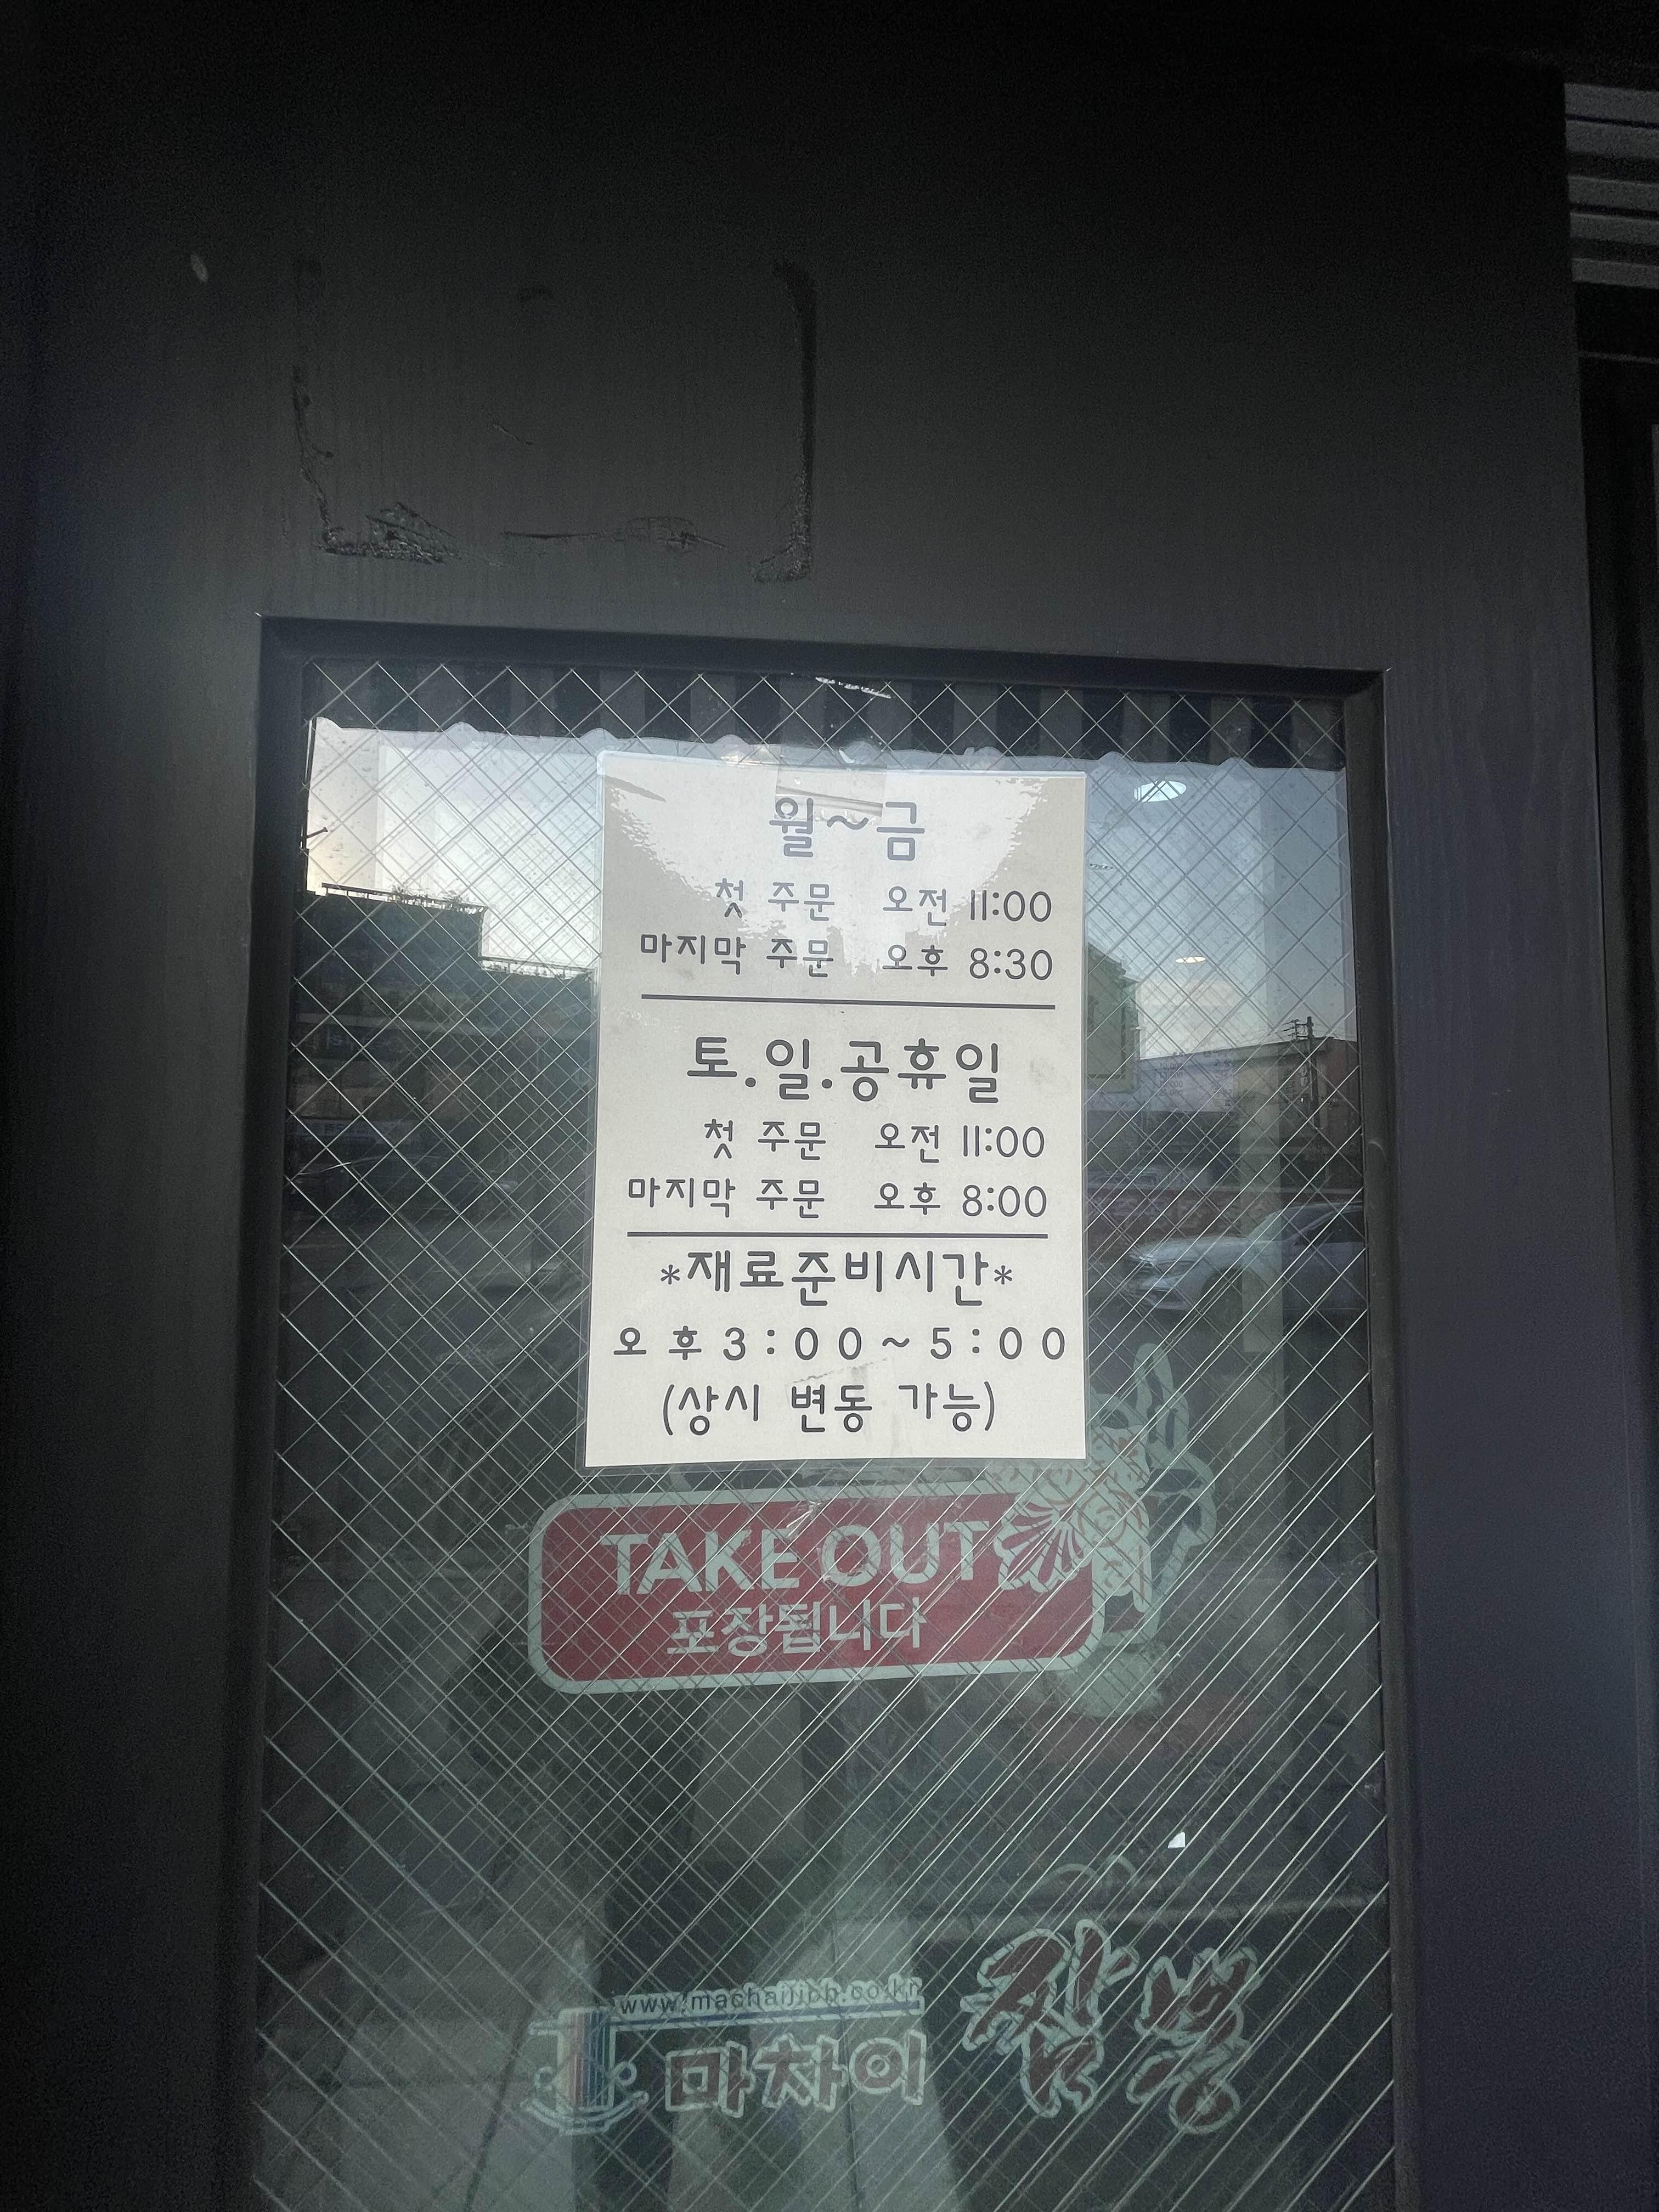 월~금
첫 주문 오전 11:00
마지막 주문 오후 8:30
토.일.공휴일
첫 주문 오전 11:00
마지막 주문 오후 8:00
*재료준비시간*
오후 3:00~5:00
(상시 변동 가능)
TAKE OUT
포장됩니다
짬뽕
마차이